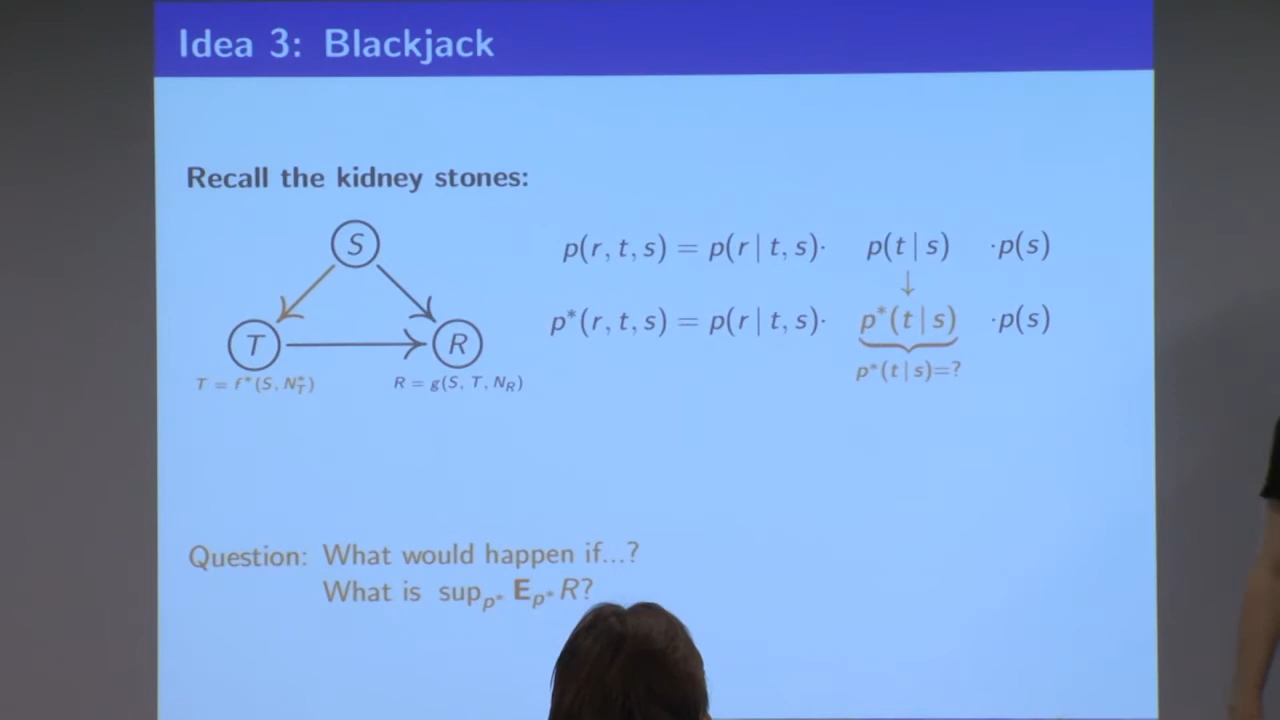 Idea 3: Blackjack
Recall the kidney stones:
S
p(r, t, s) = p(r | t, s)· p(t | s) ·p(s)
↓
p*(r, t, s) = p(r | t, s)· p*(t | s) ·p(s)
T
R
p*(t | s)=?
T = f*(S, N*_T)
R = g(S, T, N_R)
Question: What would happen if...?
What is sup_{p*} E_{p*} R?